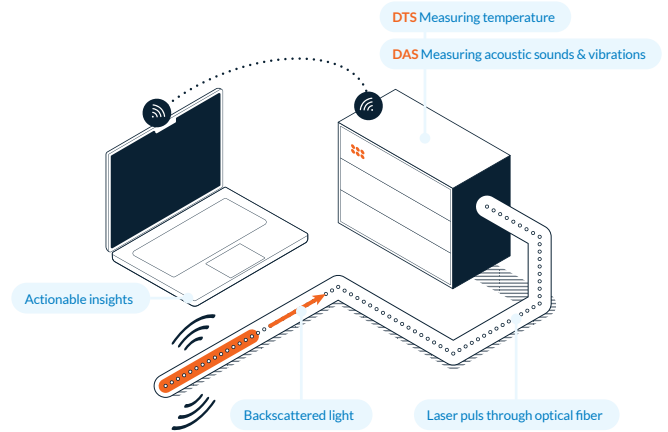 DTS Measuring temperature
DAS Measuring acoustic sounds & vibrations
Actionable insights
Backscattered light
Laser puls through optical fiber